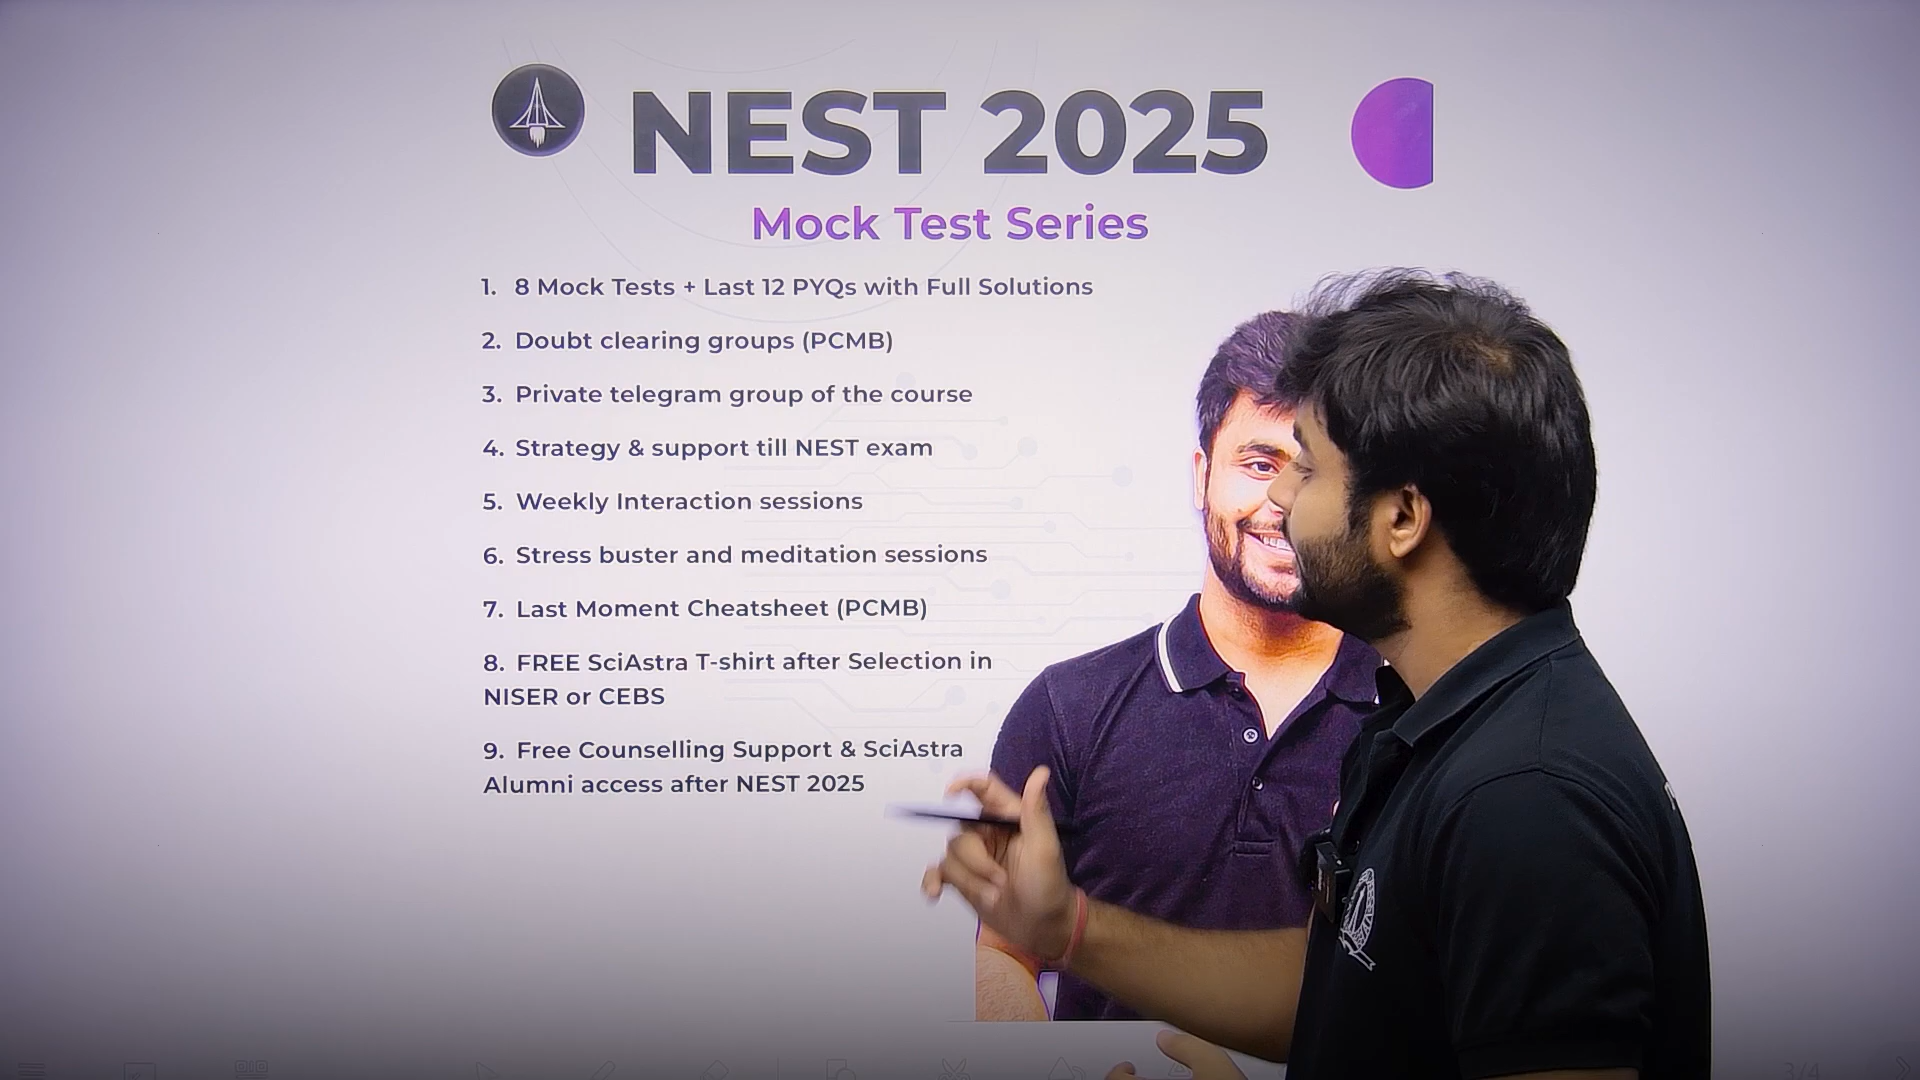 NEST 2025
Mock Test Series
1. 8 Mock Tests + Last 12 PYQs with Full Solutions
2. Doubt clearing groups (PCMB)
3. Private telegram group of the course
4. Strategy & support till NEST exam
5. Weekly Interaction sessions
6. Stress buster and meditation sessions
7. Last Moment Cheatsheet (PCMB)
8. FREE SciAstra T-shirt after Selection in
NISER or CEBS
9. Free Counselling Support & SciAstra
Alumni access after NEST 2025
3/4